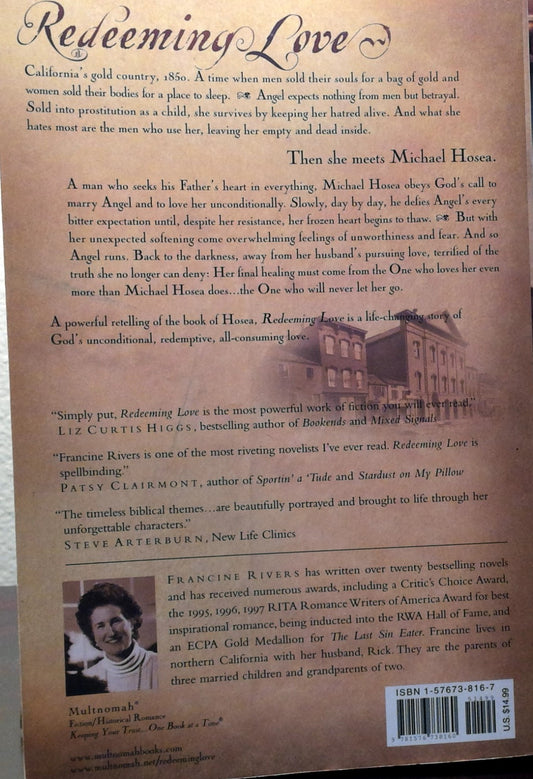 Redeeming Love
California's gold country, 1850. A time when men sold their souls for a bag of gold and
women sold their bodies for a place to sleep. Angel expects nothing from men but betrayal.
Sold into prostitution as a child, she survives by keeping her hatred alive. And what she
hates most are the men who use her, leaving her empty and dead inside.
Then she meets Michael Hosea.
A man who seeks his Father's heart in everything, Michael Hosea obeys God's call to
marry Angel and to love her unconditionally. Slowly, day by day, he defies Angel's every
bitter expectation until, despite her resistance, her frozen heart begins to thaw. But with
her unexpected softening come overwhelming feelings of unworthiness and fear. And so
Angel runs. Back to the darkness, away from her husband's pursuing love, terrified of the
truth she no longer can deny: Her final healing must come from the One who loves her even
more than Michael Hosea does...the One who will never let her go.
A powerful retelling of the book of Hosea, Redeeming Love is a life-changing story of
God's unconditional, redemptive, all-consuming love.
"Simply put, Redeeming Love is the most powerful work of fiction you will ever read."
LIZ CURTIS HIGGS, bestselling author of Bookends and Mixed Signals
"Francine Rivers is one of the most riveting novelists I've ever read. Redeeming Love is
spellbinding."
PATSY CLAIRMONT, author of Sportin' a 'Tude and Stardust on My Pillow
"The timeless biblical themes...are beautifully portrayed and brought to life through her
unforgettable characters."
STEVE ARTERBURN, New Life Clinics
FRANCINE RIVERS has written over twenty bestselling novels
and has received numerous awards, including a Critic's Choice Award,
the 1995, 1996, 1997 RITA Romance Writers of America Award for best
inspirational romance, being inducted into the RWA Hall of Fame, and
an ECPA Gold Medallion for The Last Sin Eater. Francine lives in
northern California with her husband, Rick. They are the parents of
three married children and grandparents of two.
Multnomah®
Fiction/Historical Romance
Keeping Your Trust...One Book at a Time®
www.multnomahbooks.com
www.multnomah.net/redeeminglove
ISBN 1-57673-816-7
51499
9 781576 738160
U.S. $14.99